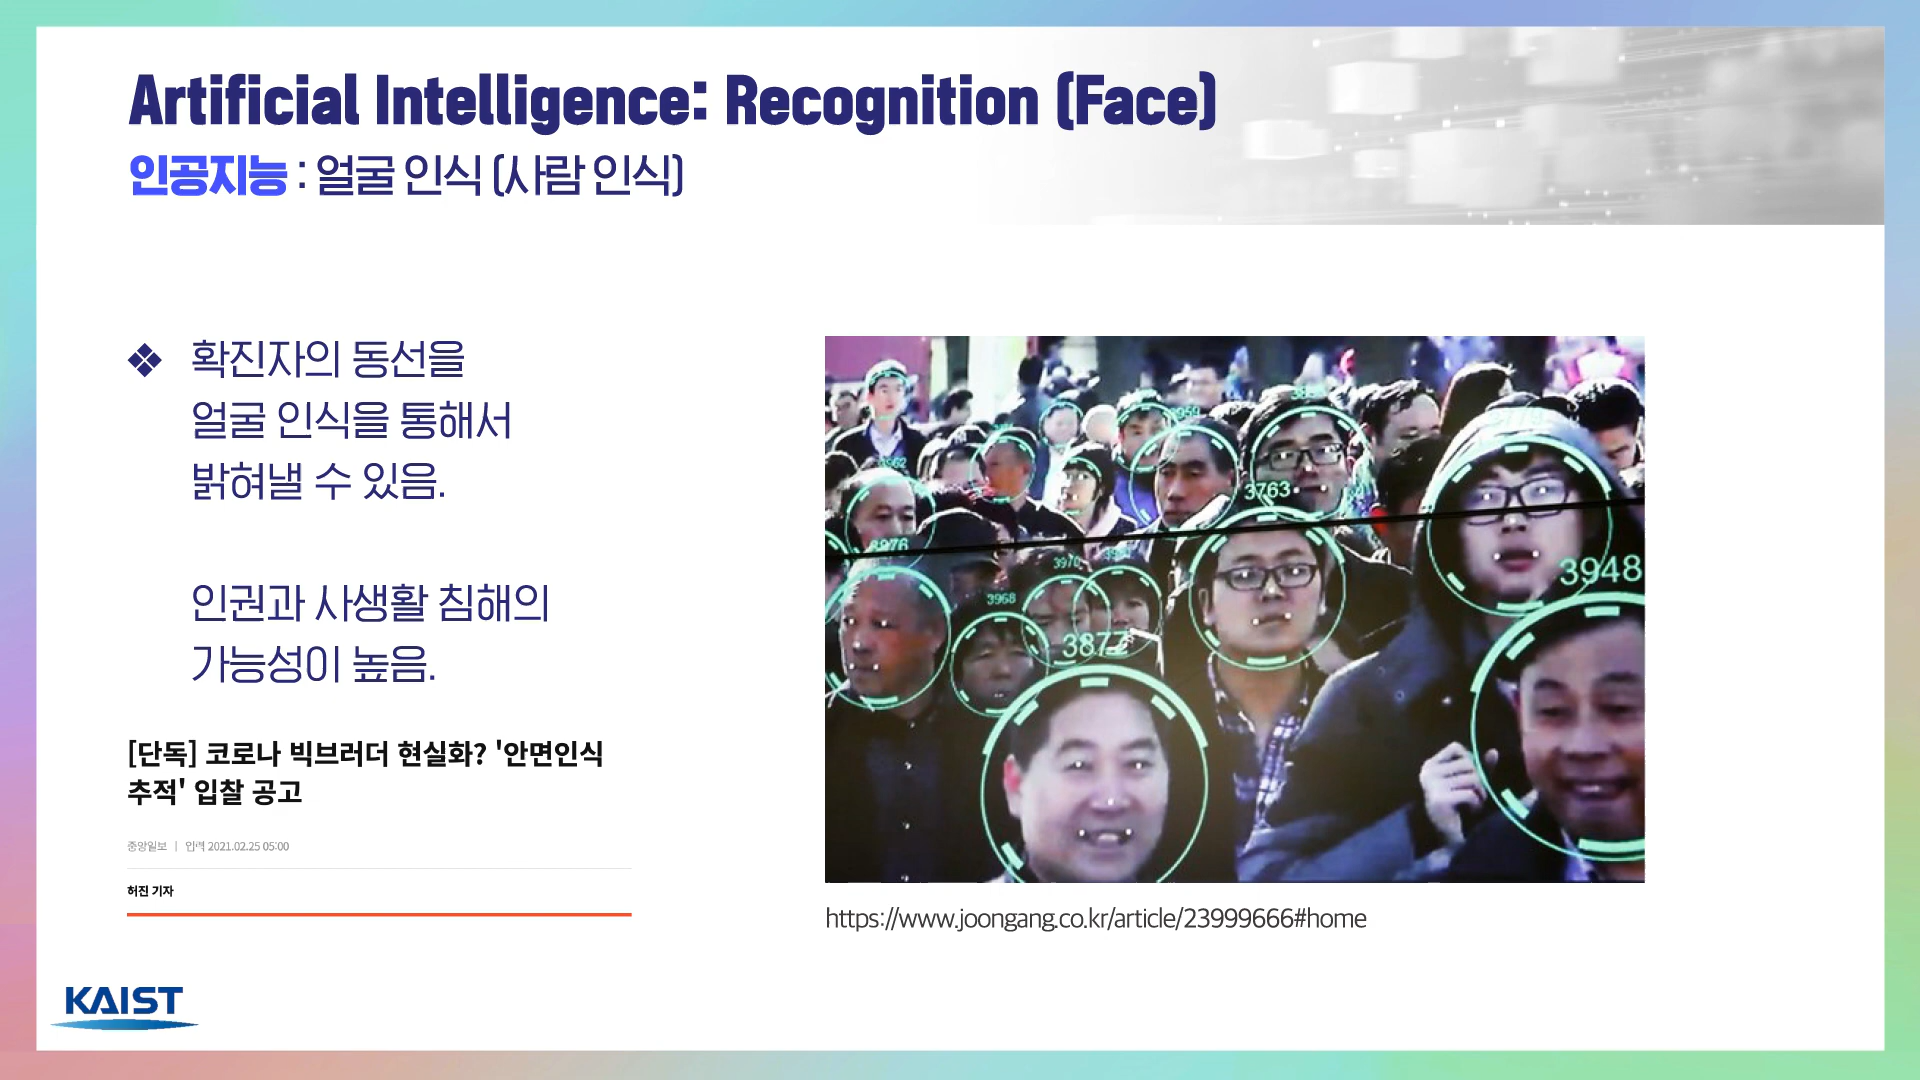 Artificial Intelligence: Recognition (Face)
인공지능 : 얼굴 인식 (사람 인식)
❖ 확진자의 동선을
얼굴 인식을 통해서
밝혀낼 수 있음.
인권과 사생활 침해의
가능성이 높음.
[단독] 코로나 빅브러더 현실화? '안면인식
추적' 입찰 공고
중앙일보 | 입력 2021.02.25 05:00
허진 기자
3959
3962
3763
3976
3970
3948
3968
3877
https://www.joongang.co.kr/article/23999666#home
KAIST